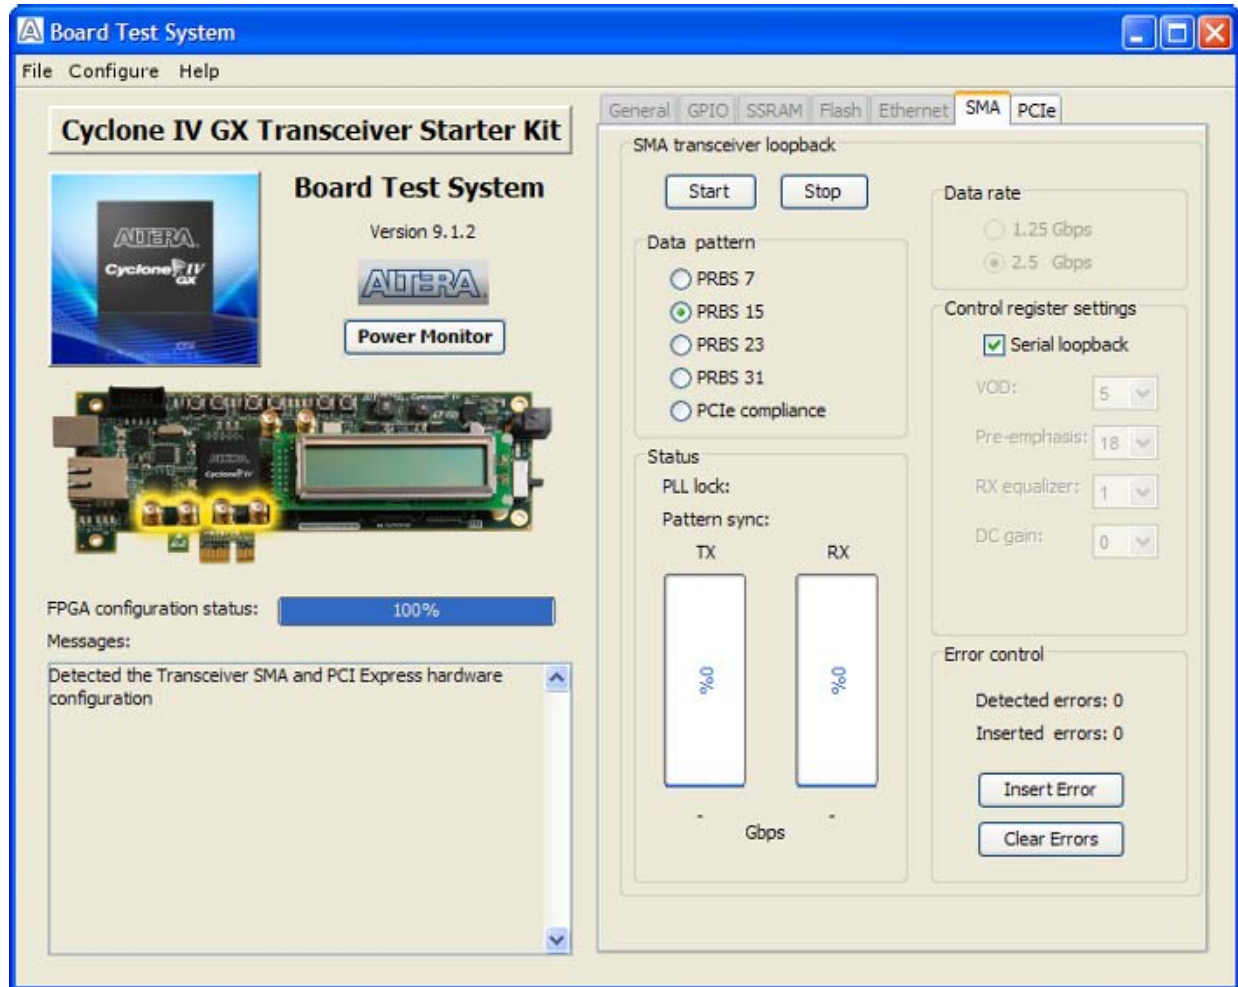 Board Test System
File Configure Help
Cyclone IV GX Transceiver Starter Kit
ALTERA.
Cyclone IV
GX
Board Test System
Version 9.1.2
ALTERA.
Power Monitor
ALTERA.
Cyclone IV
FPGA configuration status: 100%
Messages:
Detected the Transceiver SMA and PCI Express hardware
configuration
General GPIO SSRAM Flash Ethernet SMA PCIe
SMA transceiver loopback
Start Stop
Data pattern
PRBS 7
PRBS 15
PRBS 23
PRBS 31
PCIe compliance
Status
PLL lock:
Pattern sync:
TX RX
0% 0%
- -
Gbps
Data rate
1.25 Gbps
2.5 Gbps
Control register settings
Serial loopback
VOD: 5
Pre-emphasis: 18
RX equalizer: 1
DC gain: 0
Error control
Detected errors: 0
Inserted errors: 0
Insert Error
Clear Errors